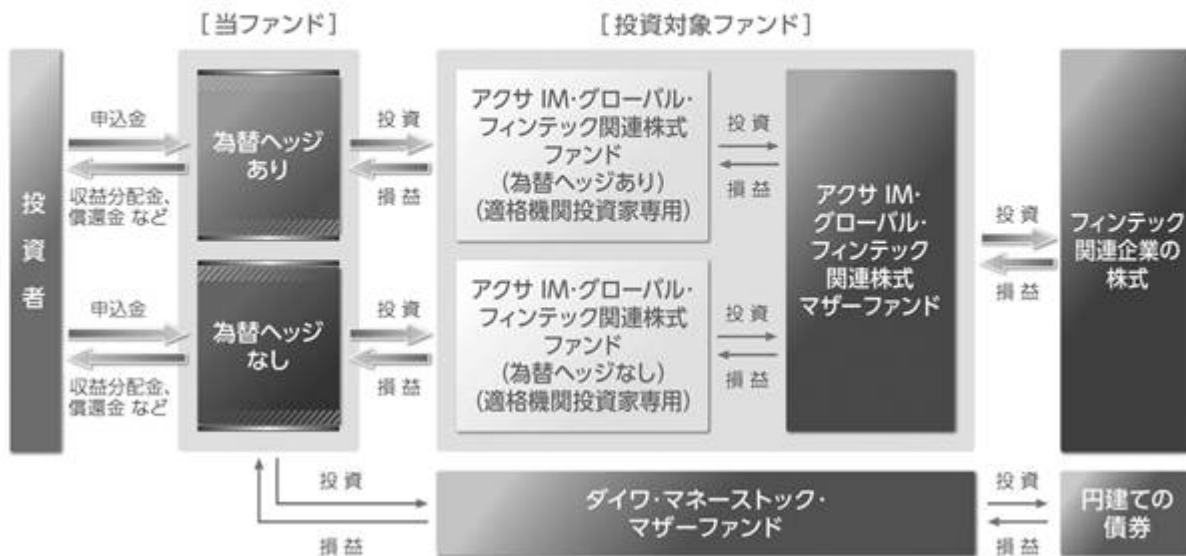 [当ファンド]
[投資対象ファンド]
投資者
申込金
収益分配金、
償還金 など
申込金
収益分配金、
償還金 など
為替ヘッジ
あり
為替ヘッジ
なし
投資
損益
投資
損益
アクサ IM・グローバル・
フィンテック関連株式
ファンド
(為替ヘッジあり)
(適格機関投資家専用)
アクサ IM・グローバル・
フィンテック関連株式
ファンド
(為替ヘッジなし)
(適格機関投資家専用)
投資
損益
投資
損益
アクサ IM・
グローバル・
フィンテック
関連株式
マザーファンド
投資
損益
フィンテック
関連企業の
株式
投資
損益
ダイワ・マネーストック・
マザーファンド
投資
損益
円建ての
債券